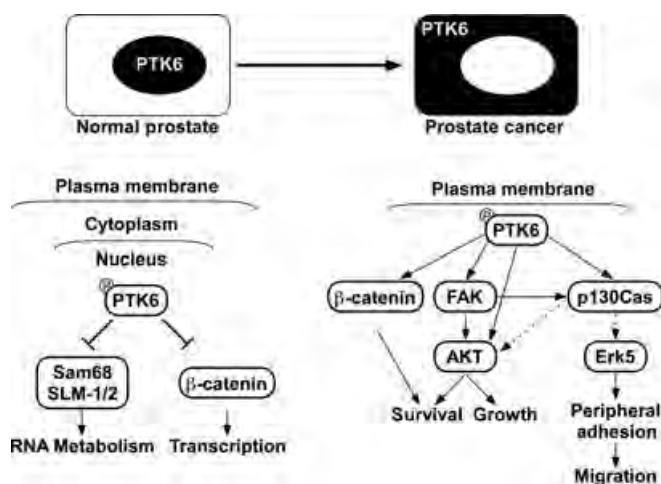 PTK6
PTK6
Normal prostate
Prostate cancer
Plasma membrane
Cytoplasm
Nucleus
P
PTK6
Sam68
SLM-1/2
β-catenin
RNA Metabolism
Transcription
Plasma membrane
P
PTK6
β-catenin
FAK
p130Cas
AKT
Erk5
Survival
Growth
Peripheral
adhesion
Migration